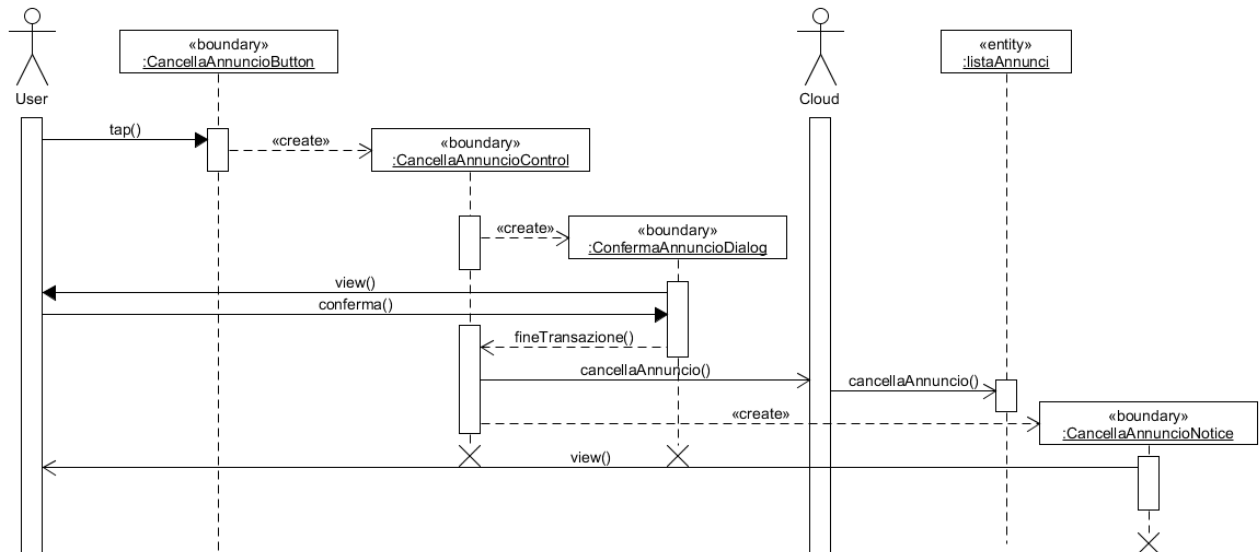 «boundary»
:CancellaAnnuncioButton
«entity»
:listaAnnunci
User
Cloud
tap()
«create»
«boundary»
:CancellaAnnuncioControl
«create»
«boundary»
:ConfermaAnnuncioDialog
view()
conferma()
fineTransazione()
cancellaAnnuncio()
cancellaAnnuncio()
«create»
«boundary»
:CancellaAnnuncioNotice
view()